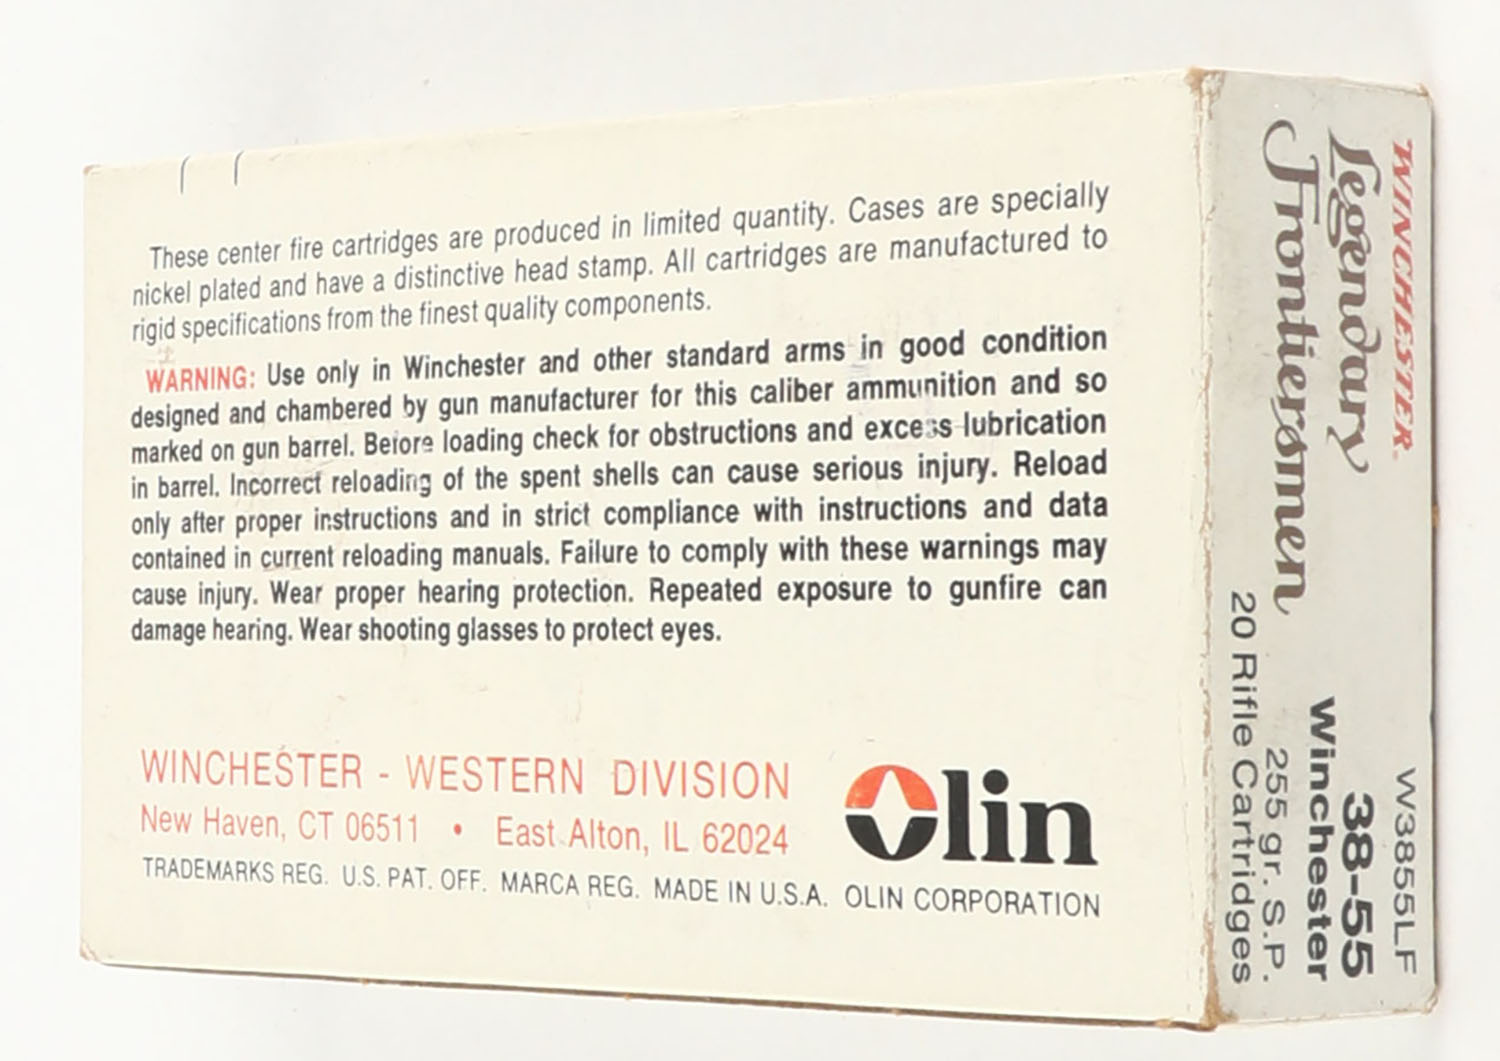 These center fire cartridges are produced in limited quantity. Cases are specially
nickel plated and have a distinctive head stamp. All cartridges are manufactured to
rigid specifications from the finest quality components.
WARNING: Use only in Winchester and other standard arms in good condition
designed and chambered by gun manufacturer for this caliber ammunition and so
marked on gun barrel. Before loading check for obstructions and excess lubrication
in barrel. Incorrect reloading of the spent shells can cause serious injury. Reload
only after proper instructions and in strict compliance with instructions and data
contained in current reloading manuals. Failure to comply with these warnings may
cause injury. Wear proper hearing protection. Repeated exposure to gunfire can
damage hearing. Wear shooting glasses to protect eyes.
WINCHESTER - WESTERN DIVISION
New Haven, CT 06511 • East Alton, IL 62024
Olin
TRADEMARKS REG. U.S. PAT. OFF. MARCA REG. MADE IN U.S.A. OLIN CORPORATION
WINCHESTER®
Legendary
Frontiersmen
W3855LF
38-55
Winchester
255 gr. S.P.
20 Rifle Cartridges